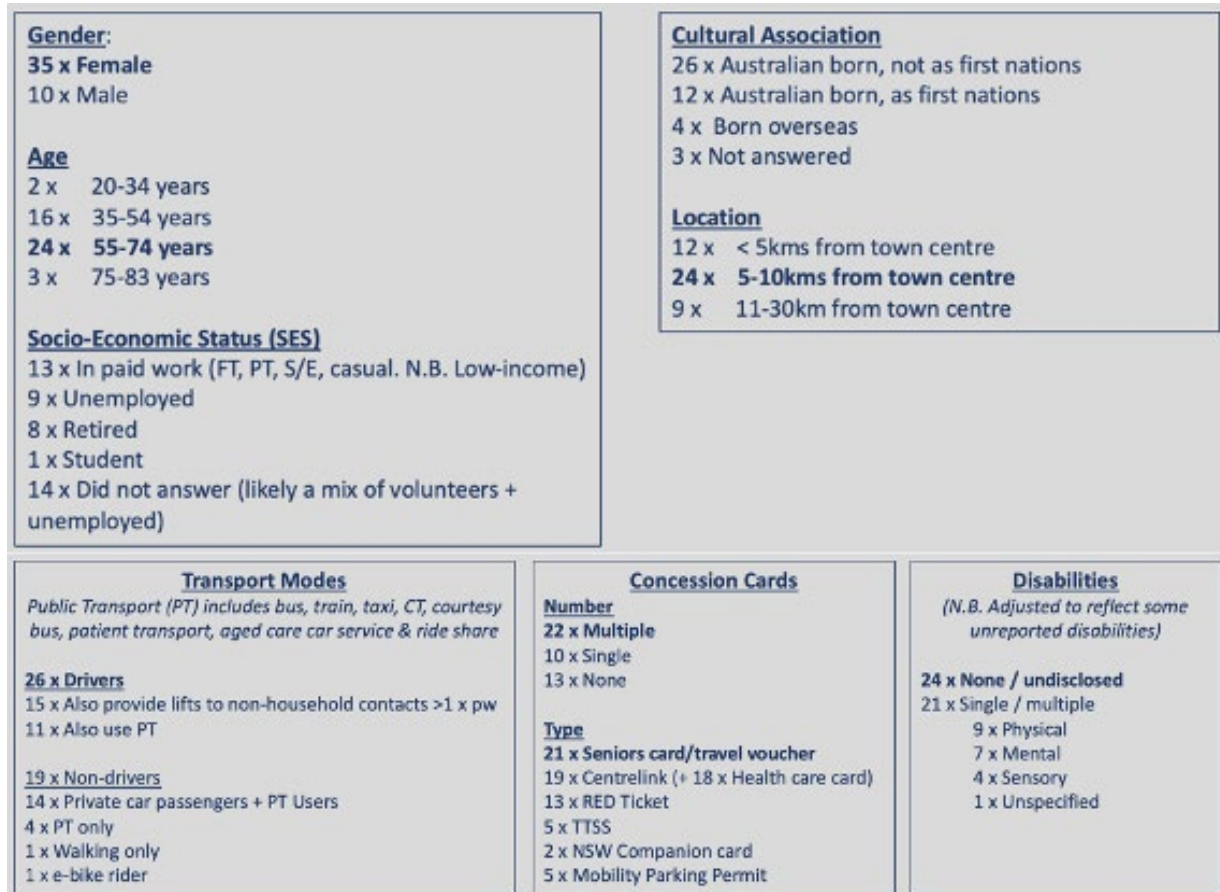 Gender:
35 x Female
10 x Male
Age
2 x 20-34 years
16 x 35-54 years
24 x 55-74 years
3 x 75-83 years
Socio-Economic Status (SES)
13 x In paid work (FT, PT, S/E, casual. N.B. Low-income)
9 x Unemployed
8 x Retired
1 x Student
14 x Did not answer (likely a mix of volunteers +
unemployed)
Cultural Association
26 x Australian born, not as first nations
12 x Australian born, as first nations
4 x Born overseas
3 x Not answered
Location
12 x < 5kms from town centre
24 x 5-10kms from town centre
9 x 11-30km from town centre
Transport Modes
Public Transport (PT) includes bus, train, taxi, CT, courtesy
bus, patient transport, aged care car service & ride share
26 x Drivers
15 x Also provide lifts to non-household contacts >1 x pw
11 x Also use PT
19 x Non-drivers
14 x Private car passengers + PT Users
4 x PT only
1 x Walking only
1 x e-bike rider
Concession Cards
Number
22 x Multiple
10 x Single
13 x None
Type
21 x Seniors card/travel voucher
19 x Centrelink (+ 18 x Health care card)
13 x RED Ticket
5 x TTSS
2 x NSW Companion card
5 x Mobility Parking Permit
Disabilities
(N.B. Adjusted to reflect some
unreported disabilities)
24 x None / undisclosed
21 x Single / multiple
9 x Physical
7 x Mental
4 x Sensory
1 x Unspecified